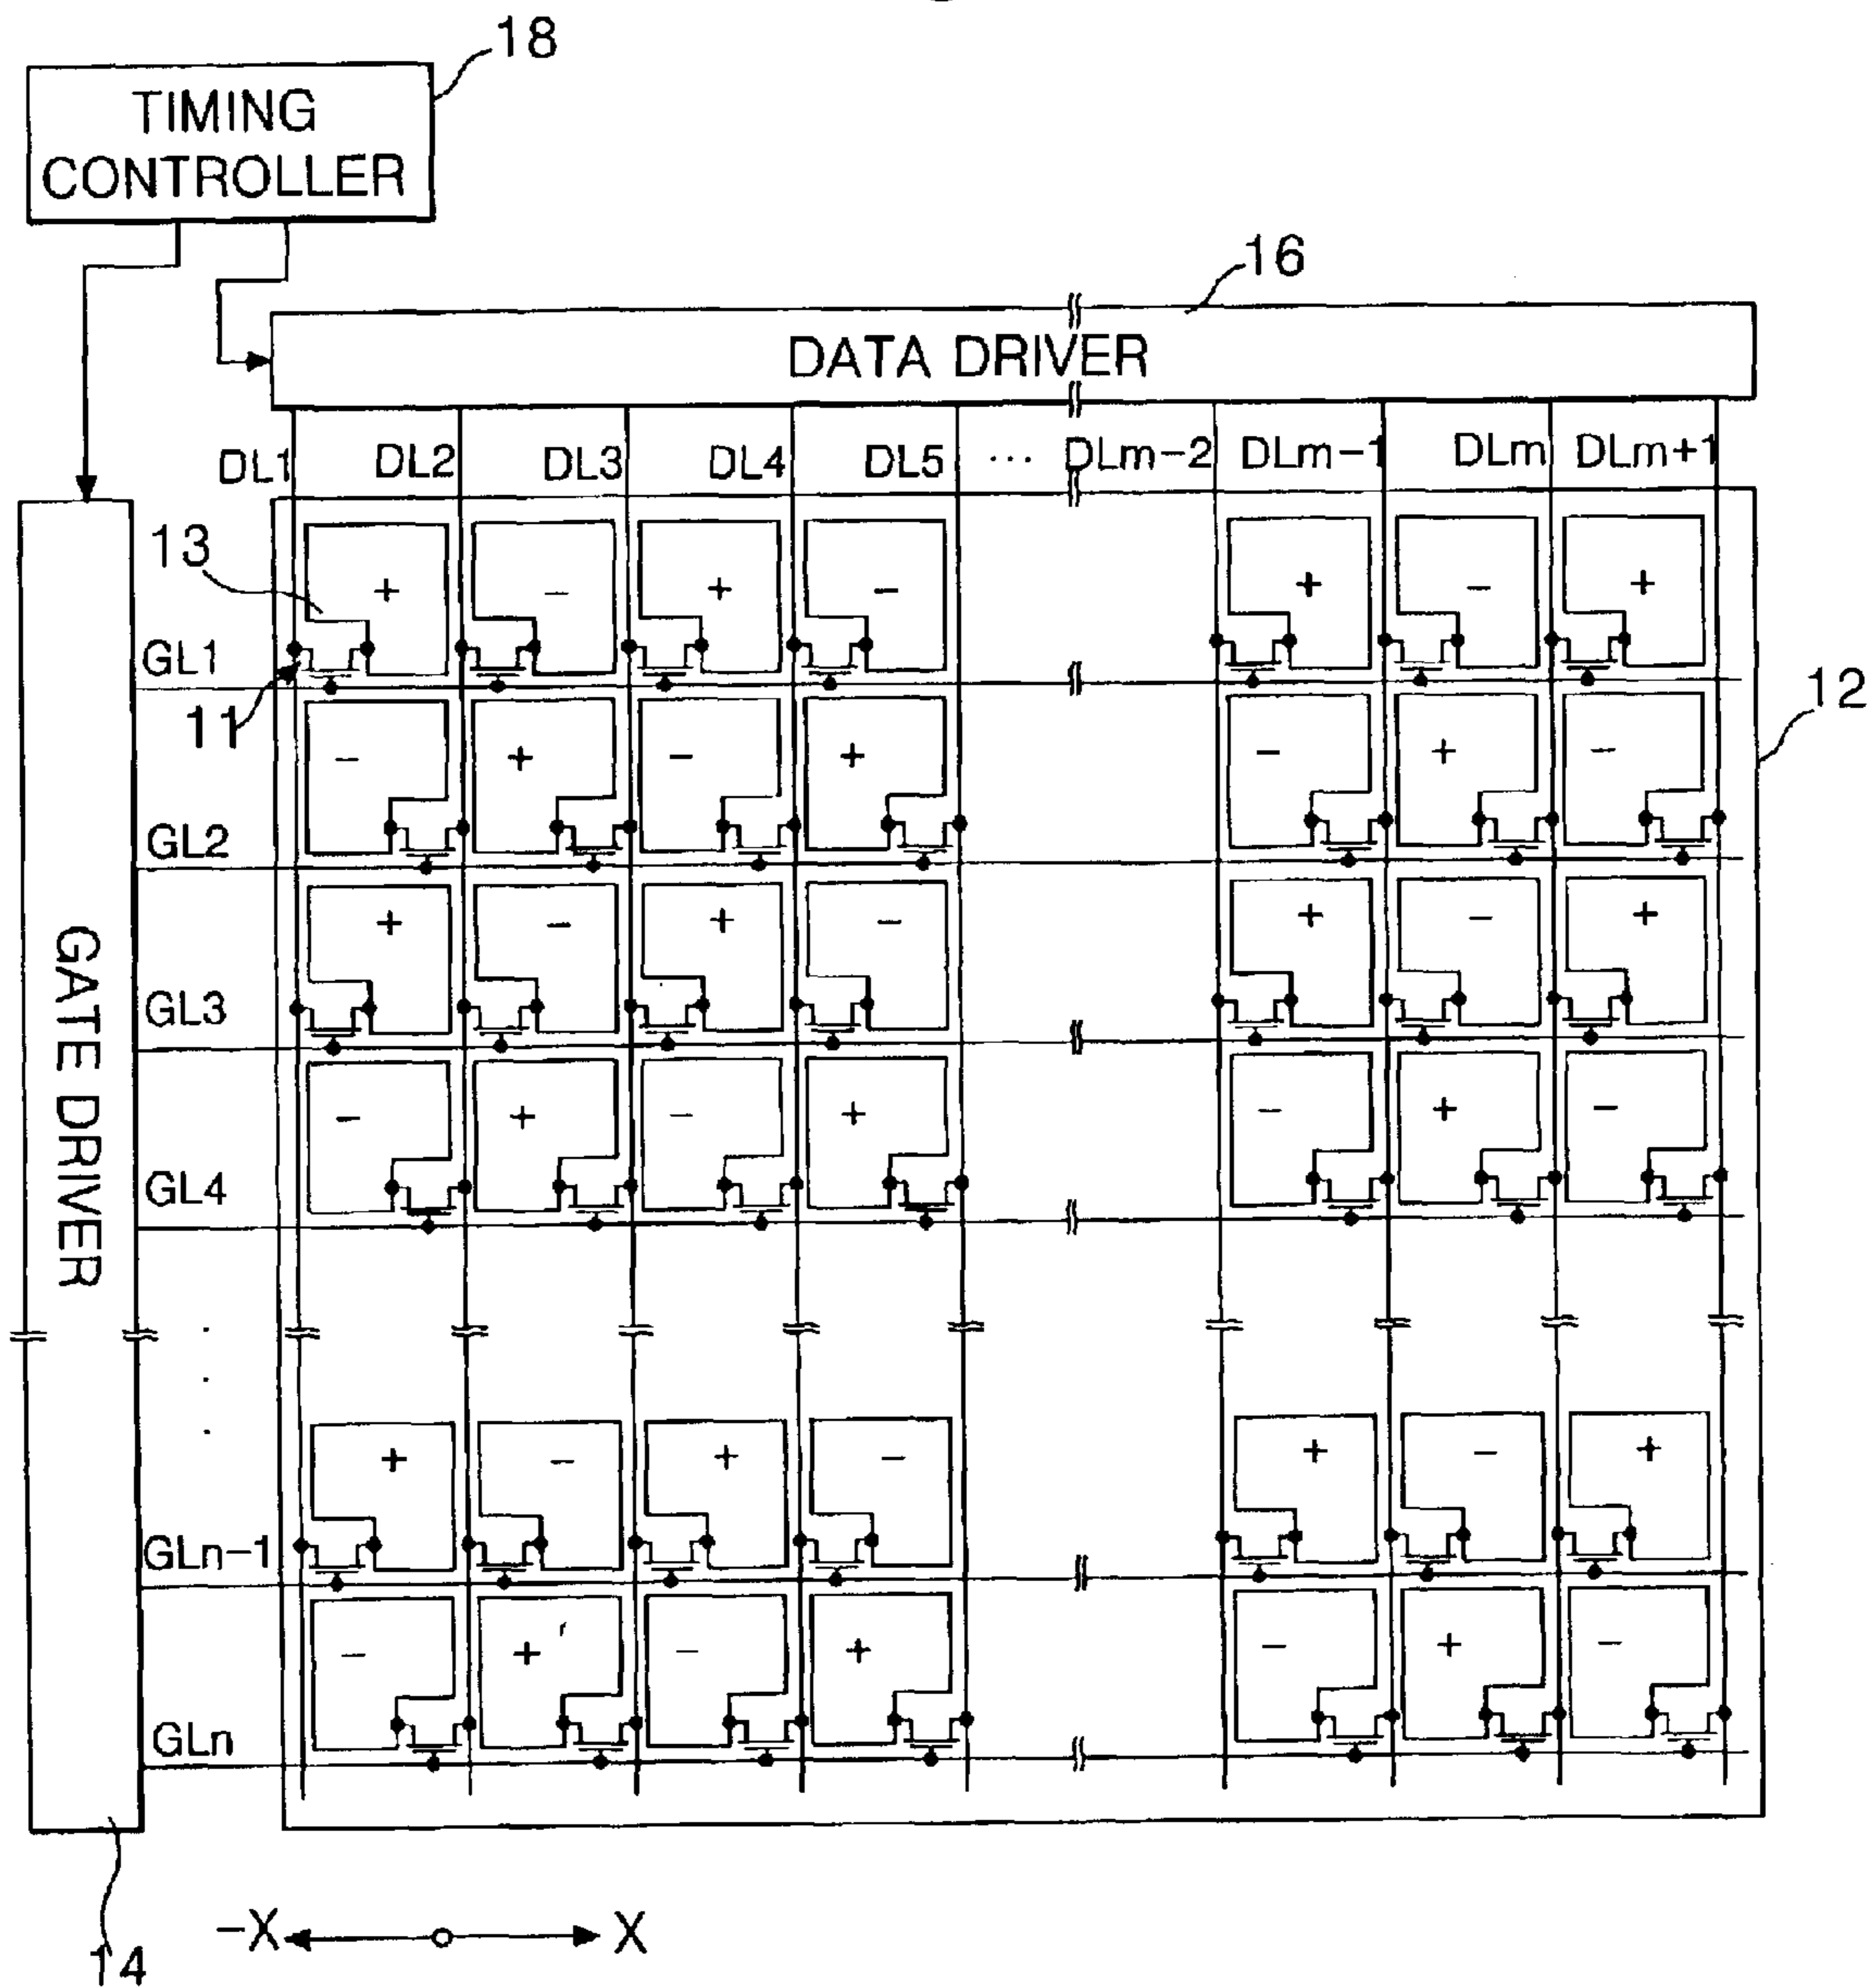 18
TIMING
CONTROLLER
16
DATA DRIVER
DL1 DL2 DL3 DL4 DL5 ... DLm-2 DLm-1 DLm DLm+1
13
+ - + - + - +
GL1
11
12
- + - + - + -
GL2
+ - + - + - +
GL3
GATE DRIVER
- + - + - + -
GL4
+ - + - + - +
GLn-1
- + - + - + -
GLn
-X X
14